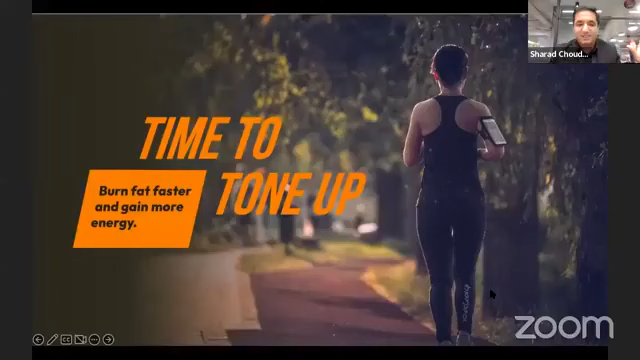 Sharad Choud...
TIME TO
TONE UP
Burn fat faster
and gain more
energy.
zoom